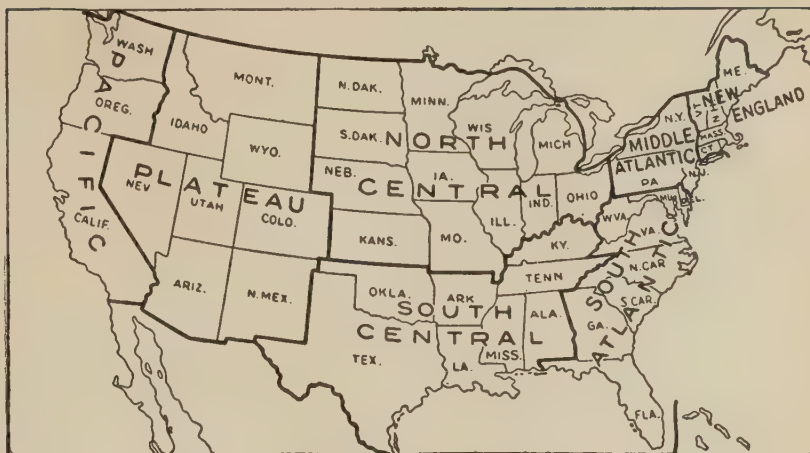 WASH
OREG.
CALIF.
PACIFIC
MONT.
IDAHO
WYO.
NEV
UTAH
COLO.
ARIZ.
N.MEX.
PLATEAU
N.DAK.
S.DAK.
NEB.
KANS.
MINN.
IA.
MO.
WIS
ILL.
MICH
IND.
OHIO
NORTH
CENTRAL
KY.
TENN
OKLA.
ARK
TEX.
LA.
MISS.
ALA.
SOUTH
CENTRAL
W.VA.
VA.
N.CAR
S.CAR.
GA.
FLA.
DEL.
SOUTH
ATLANTIC
N.Y.
PA
N.J.
MIDDLE
ATLANTIC
ME.
VT
N.H.
MASS
CT.
NEW
ENGLAND